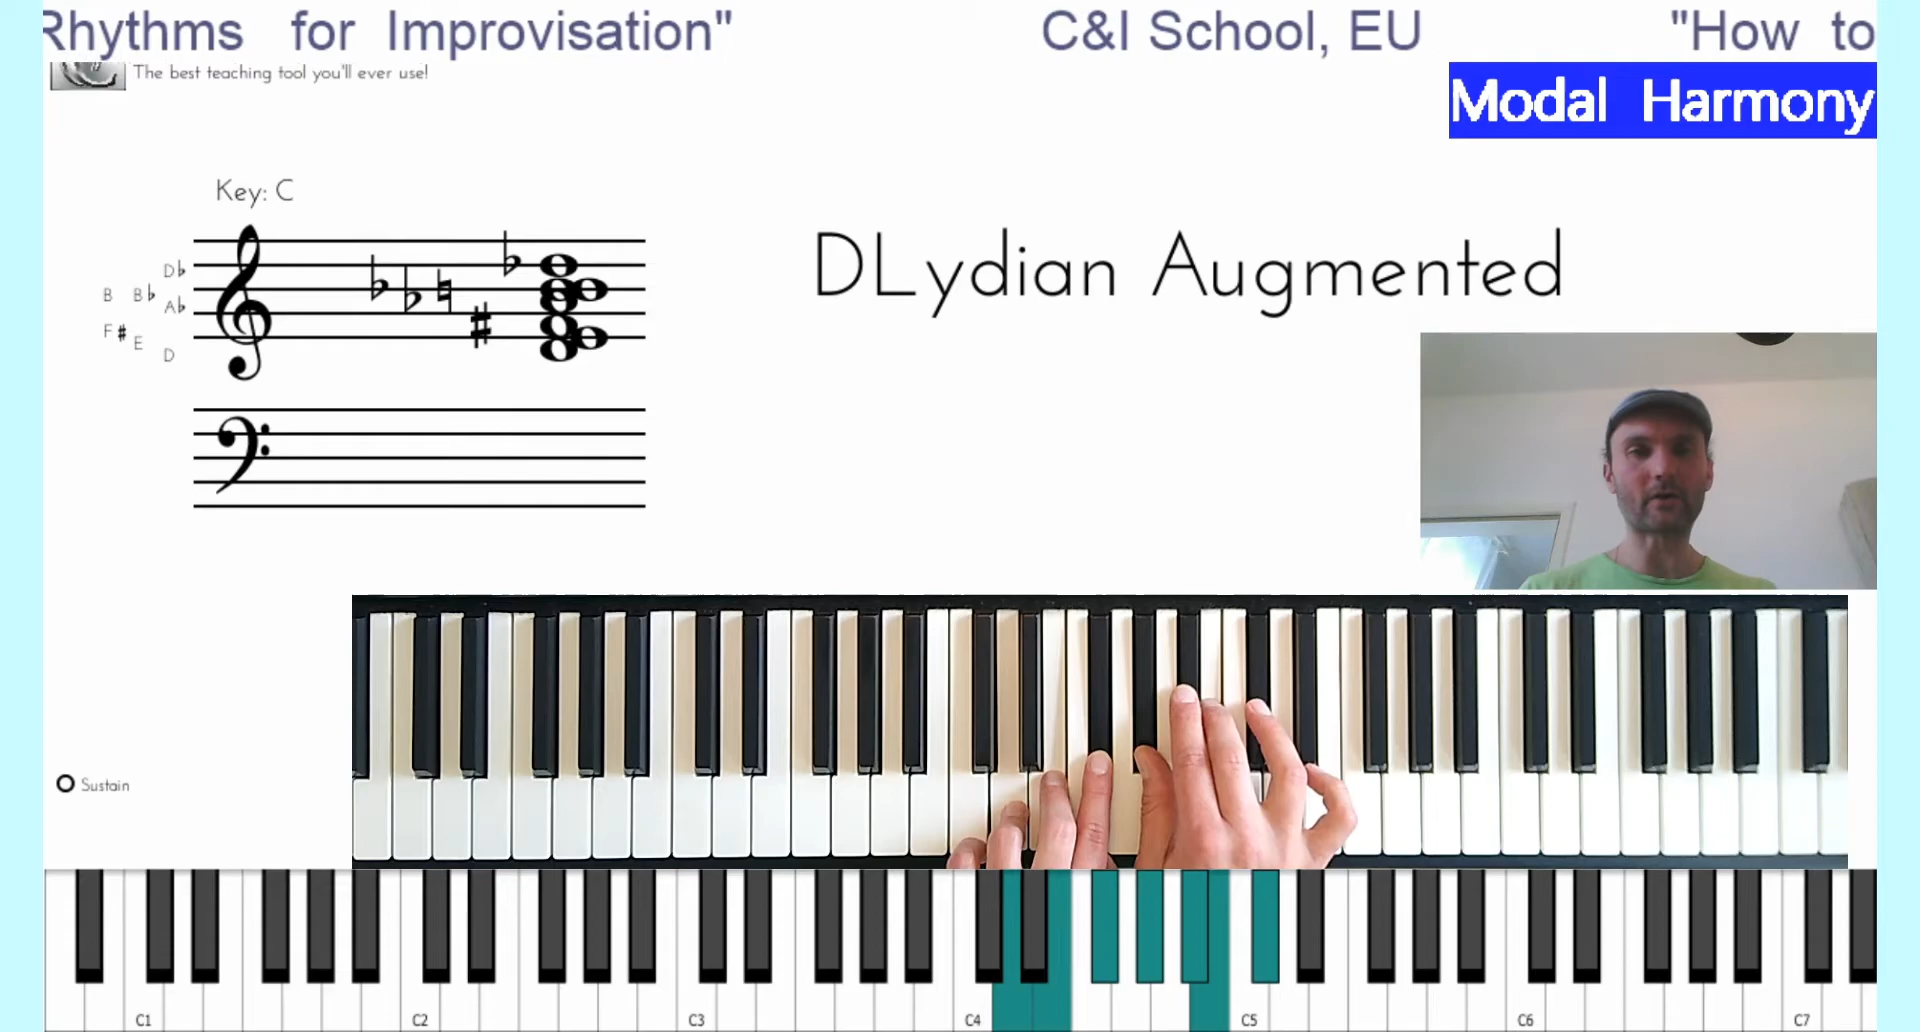 Rhythms for Improvisation" C&I School, EU "How to
The best teaching tool you'll ever use!
Modal Harmony
Key: C
DLydian Augmented
D♭
B B♭
A♭
F#
E
D
Sustain
C1 C2 C3 C4 C5 C6 C7